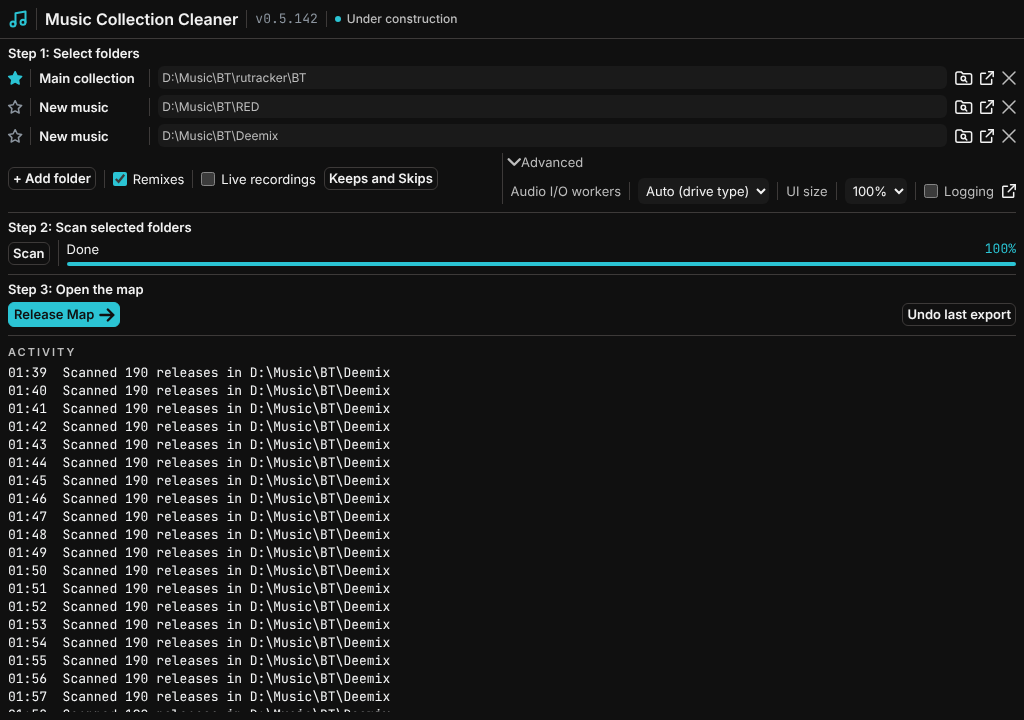 Music Collection Cleaner v0.5.142 Under construction
Step 1: Select folders
Main collection D:\Music\BT\rutracker\BT
New music D:\Music\BT\RED
New music D:\Music\BT\Deemix
+ Add folder Remixes Live recordings Keeps and Skips
Advanced
Audio I/O workers Auto (drive type) UI size 100% Logging
Step 2: Scan selected folders
Scan Done 100%
Step 3: Open the map
Release Map Undo last export
ACTIVITY
01:39 Scanned 190 releases in D:\Music\BT\Deemix
01:40 Scanned 190 releases in D:\Music\BT\Deemix
01:41 Scanned 190 releases in D:\Music\BT\Deemix
01:42 Scanned 190 releases in D:\Music\BT\Deemix
01:43 Scanned 190 releases in D:\Music\BT\Deemix
01:44 Scanned 190 releases in D:\Music\BT\Deemix
01:45 Scanned 190 releases in D:\Music\BT\Deemix
01:46 Scanned 190 releases in D:\Music\BT\Deemix
01:47 Scanned 190 releases in D:\Music\BT\Deemix
01:48 Scanned 190 releases in D:\Music\BT\Deemix
01:49 Scanned 190 releases in D:\Music\BT\Deemix
01:50 Scanned 190 releases in D:\Music\BT\Deemix
01:51 Scanned 190 releases in D:\Music\BT\Deemix
01:52 Scanned 190 releases in D:\Music\BT\Deemix
01:53 Scanned 190 releases in D:\Music\BT\Deemix
01:54 Scanned 190 releases in D:\Music\BT\Deemix
01:55 Scanned 190 releases in D:\Music\BT\Deemix
01:56 Scanned 190 releases in D:\Music\BT\Deemix
01:57 Scanned 190 releases in D:\Music\BT\Deemix